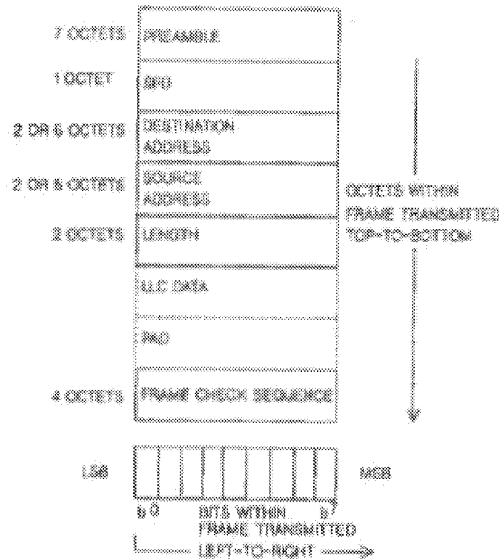 7 OCTETS PREAMBLE
1 OCTET SFD
2 OR 6 OCTETS DESTINATION
ADDRESS
2 OR 6 OCTETS SOURCE
ADDRESS
2 OCTETS LENGTH
LLC DATA
PAD
4 OCTETS FRAME CHECK SEQUENCE
OCTETS WITHIN
FRAME TRANSMITTED
TOP-TO-BOTTOM
LSB MSB
b0 BITS WITHIN b7
FRAME TRANSMITTED
LEFT-TO-RIGHT